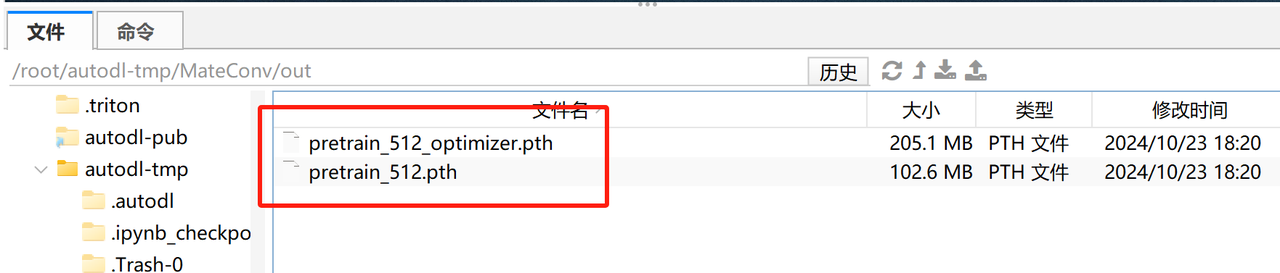 文件
命令
/root/autodl-tmp/MateConv/out
历史
.triton
autodl-pub
autodl-tmp
.autodl
.ipynb_checkpo
.Trash-0
文件名 大小 类型 修改时间
pretrain_512_optimizer.pth 205.1 MB PTH 文件 2024/10/23 18:20
pretrain_512.pth 102.6 MB PTH 文件 2024/10/23 18:20